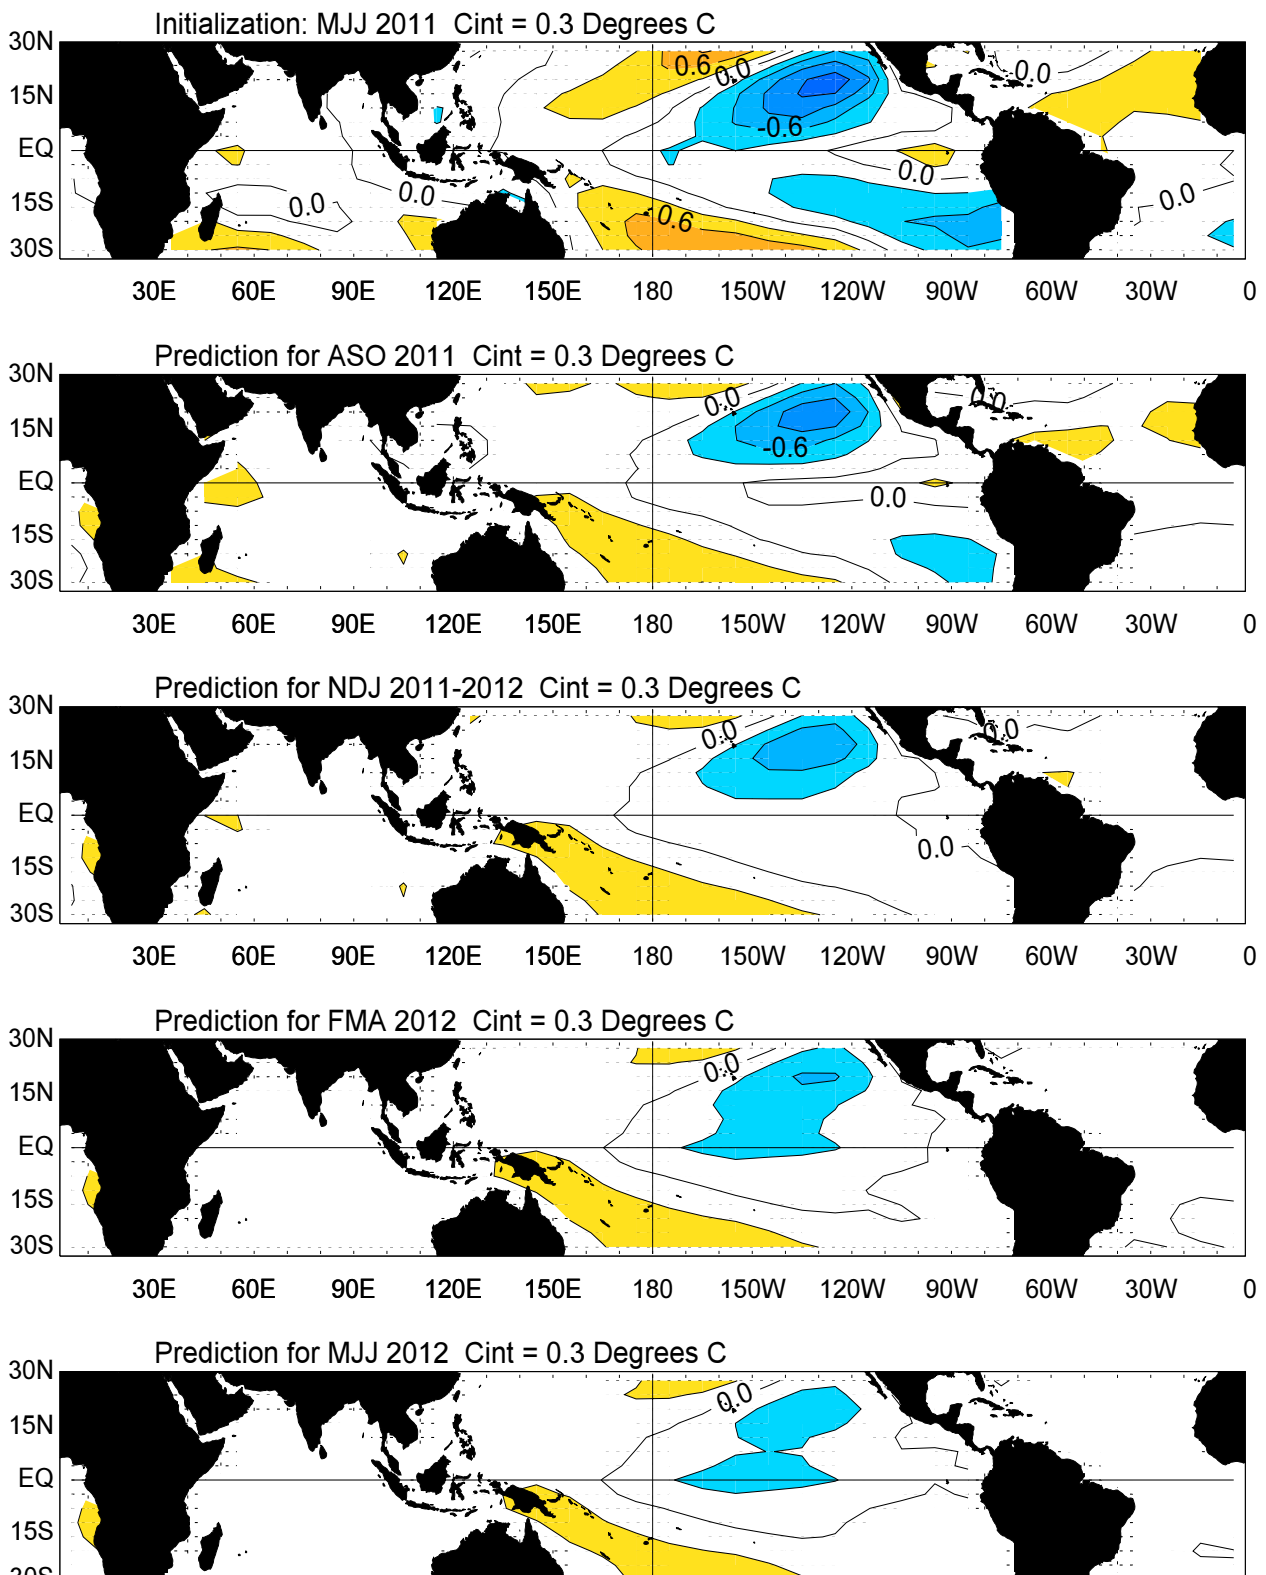 Initialization: MJJ 2011  Cint = 0.3 Degrees C
30N
0.6
0.0
0.0
15N
-0.6
EQ
0.0
0.0
0.0
0.0
15S
0.6
30S
30E 60E 90E 120E 150E 180 150W 120W 90W 60W 30W 0
Prediction for ASO 2011  Cint = 0.3 Degrees C
30N
0.0
0.0
15N
-0.6
EQ
0.0
15S
30S
30E 60E 90E 120E 150E 180 150W 120W 90W 60W 30W 0
Prediction for NDJ 2011-2012  Cint = 0.3 Degrees C
30N
0.0
0.0
15N
EQ
0.0
15S
30S
30E 60E 90E 120E 150E 180 150W 120W 90W 60W 30W 0
Prediction for FMA 2012  Cint = 0.3 Degrees C
30N
0.0
15N
EQ
15S
30S
30E 60E 90E 120E 150E 180 150W 120W 90W 60W 30W 0
Prediction for MJJ 2012  Cint = 0.3 Degrees C
30N
0.0
15N
EQ
15S
30S